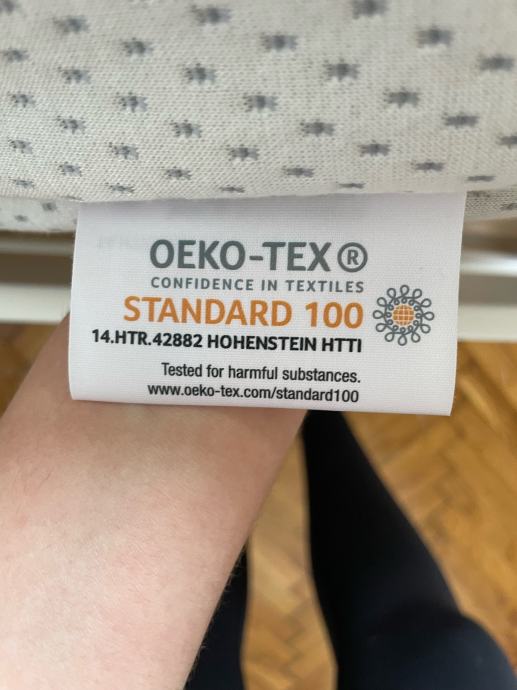 OEKO-TEX®
CONFIDENCE IN TEXTILES
STANDARD 100
14.HTR.42882 HOHENSTEIN HTTI
Tested for harmful substances.
www.oeko-tex.com/standard100